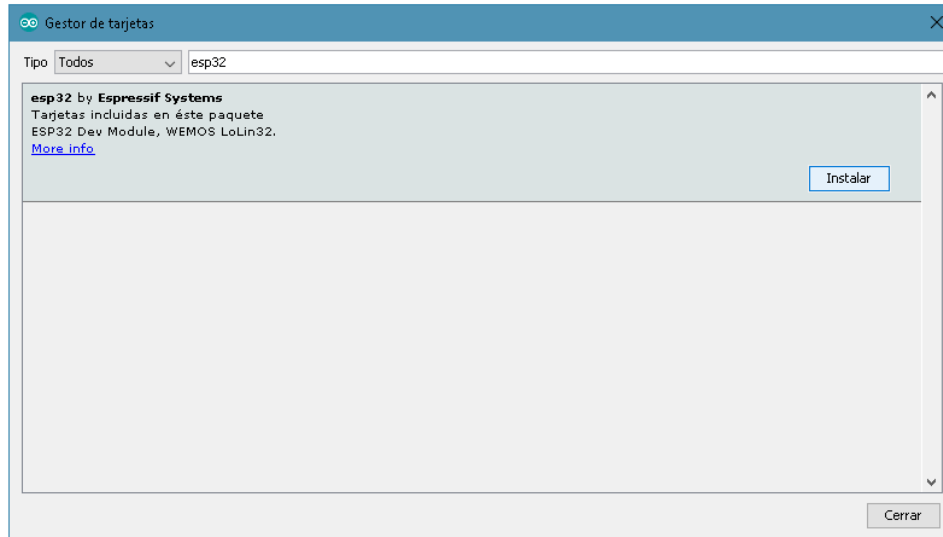 Gestor de tarjetas
Tipo Todos esp32
esp32 by Espressif Systems
Tarjetas incluidas en éste paquete
ESP32 Dev Module, WEMOS LoLin32.
More info
Instalar
Cerrar